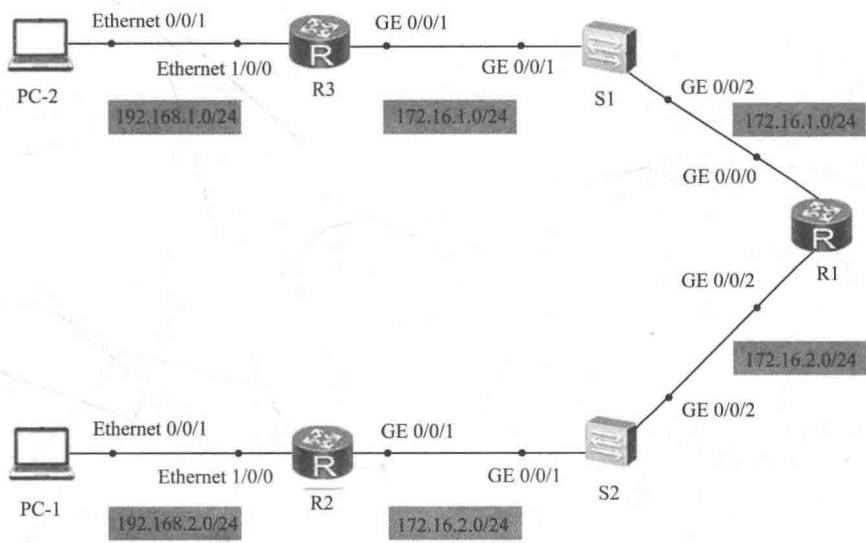 Ethernet 0/0/1
GE 0/0/1
Ethernet 1/0/0
GE 0/0/1
PC-2
R
R3
S1
GE 0/0/2
192.168.1.0/24
172.16.1.0/24
172.16.1.0/24
GE 0/0/0
R
R1
GE 0/0/2
172.16.2.0/24
GE 0/0/2
Ethernet 0/0/1
GE 0/0/1
Ethernet 1/0/0
GE 0/0/1
R
PC-1
R2
S2
192.168.2.0/24
172.16.2.0/24